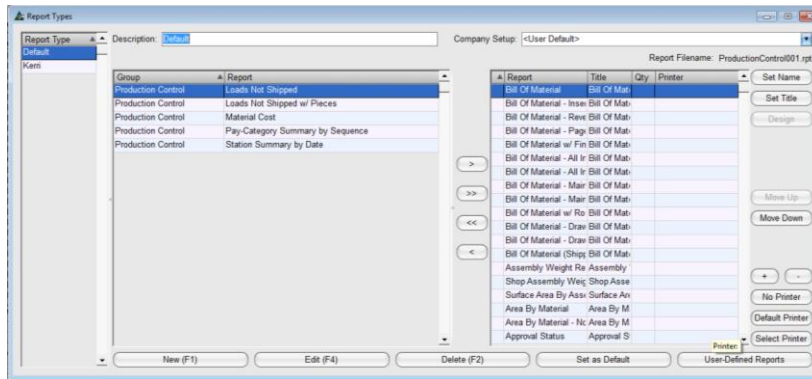 Report Types
Report Type
Default
Kerri
Description: Default
Company Setup: <User Default>
Report Filename: ProductionControl001.rpt
Group Report
Production Control Loads Not Shipped
Production Control Loads Not Shipped w/ Pieces
Production Control Material Cost
Production Control Pay-Category Summary by Sequence
Production Control Station Summary by Date
>
>>
<<
<
Report Title Qty Printer
Bill Of Material Bill Of Mat
Bill Of Material - Inse Bill Of Mat
Bill Of Material - Reve Bill Of Mat
Bill Of Material - Page Bill Of Mat
Bill Of Material w/ Fin Bill Of Mat
Bill Of Material - All Ir Bill Of Mat
Bill Of Material - All Ir Bill Of Mat
Bill Of Material - Mair Bill Of Mat
Bill Of Material - Mair Bill Of Mat
Bill Of Material w/ Ro Bill Of Mat
Bill Of Material - Draw Bill Of Mat
Bill Of Material - Draw Bill Of Mat
Bill Of Material (Shipp Bill Of Mat
Assembly Weight Re Assembly
Shop Assembly Weig Shop Asse
Surface Area By Asse Surface Are
Area By Material Area By M
Area By Material - Nc Area By M
Approval Status Approval S
Printer:
Set Name
Set Title
Design
Move Up
Move Down
+ -
No Printer
Default Printer
Select Printer
New (F1) Edit (F4) Delete (F2) Set as Default User-Defined Reports